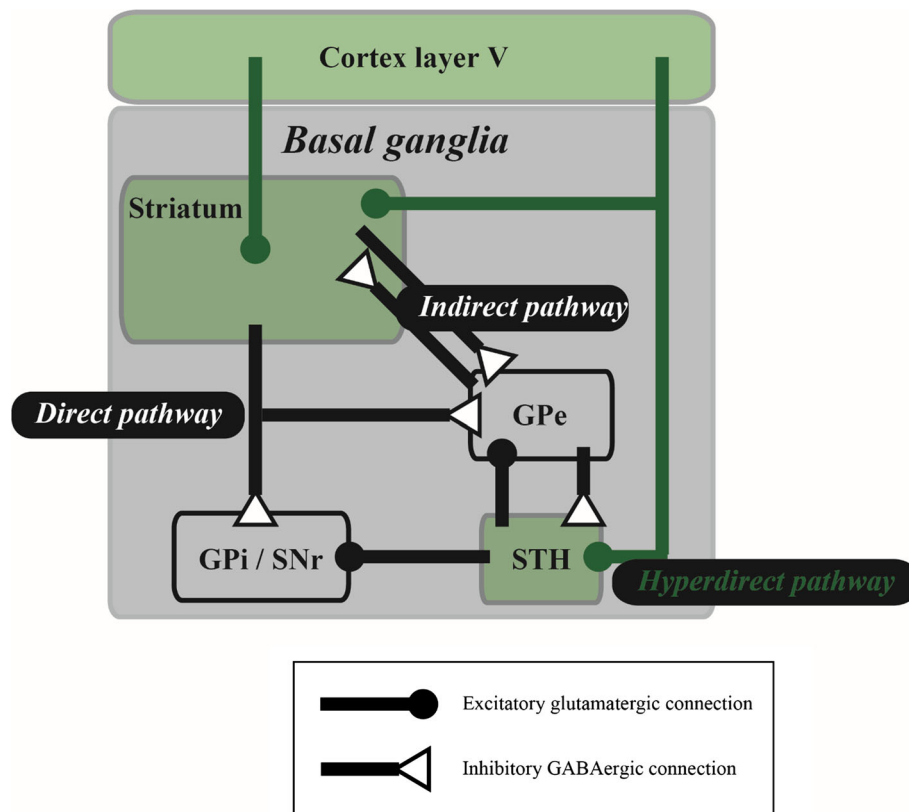 Cortex layer V
Basal ganglia
Striatum
Indirect pathway
Direct pathway
GPe
GPi / SNr
STH
Hyperdirect pathway
Excitatory glutamatergic connection
Inhibitory GABAergic connection